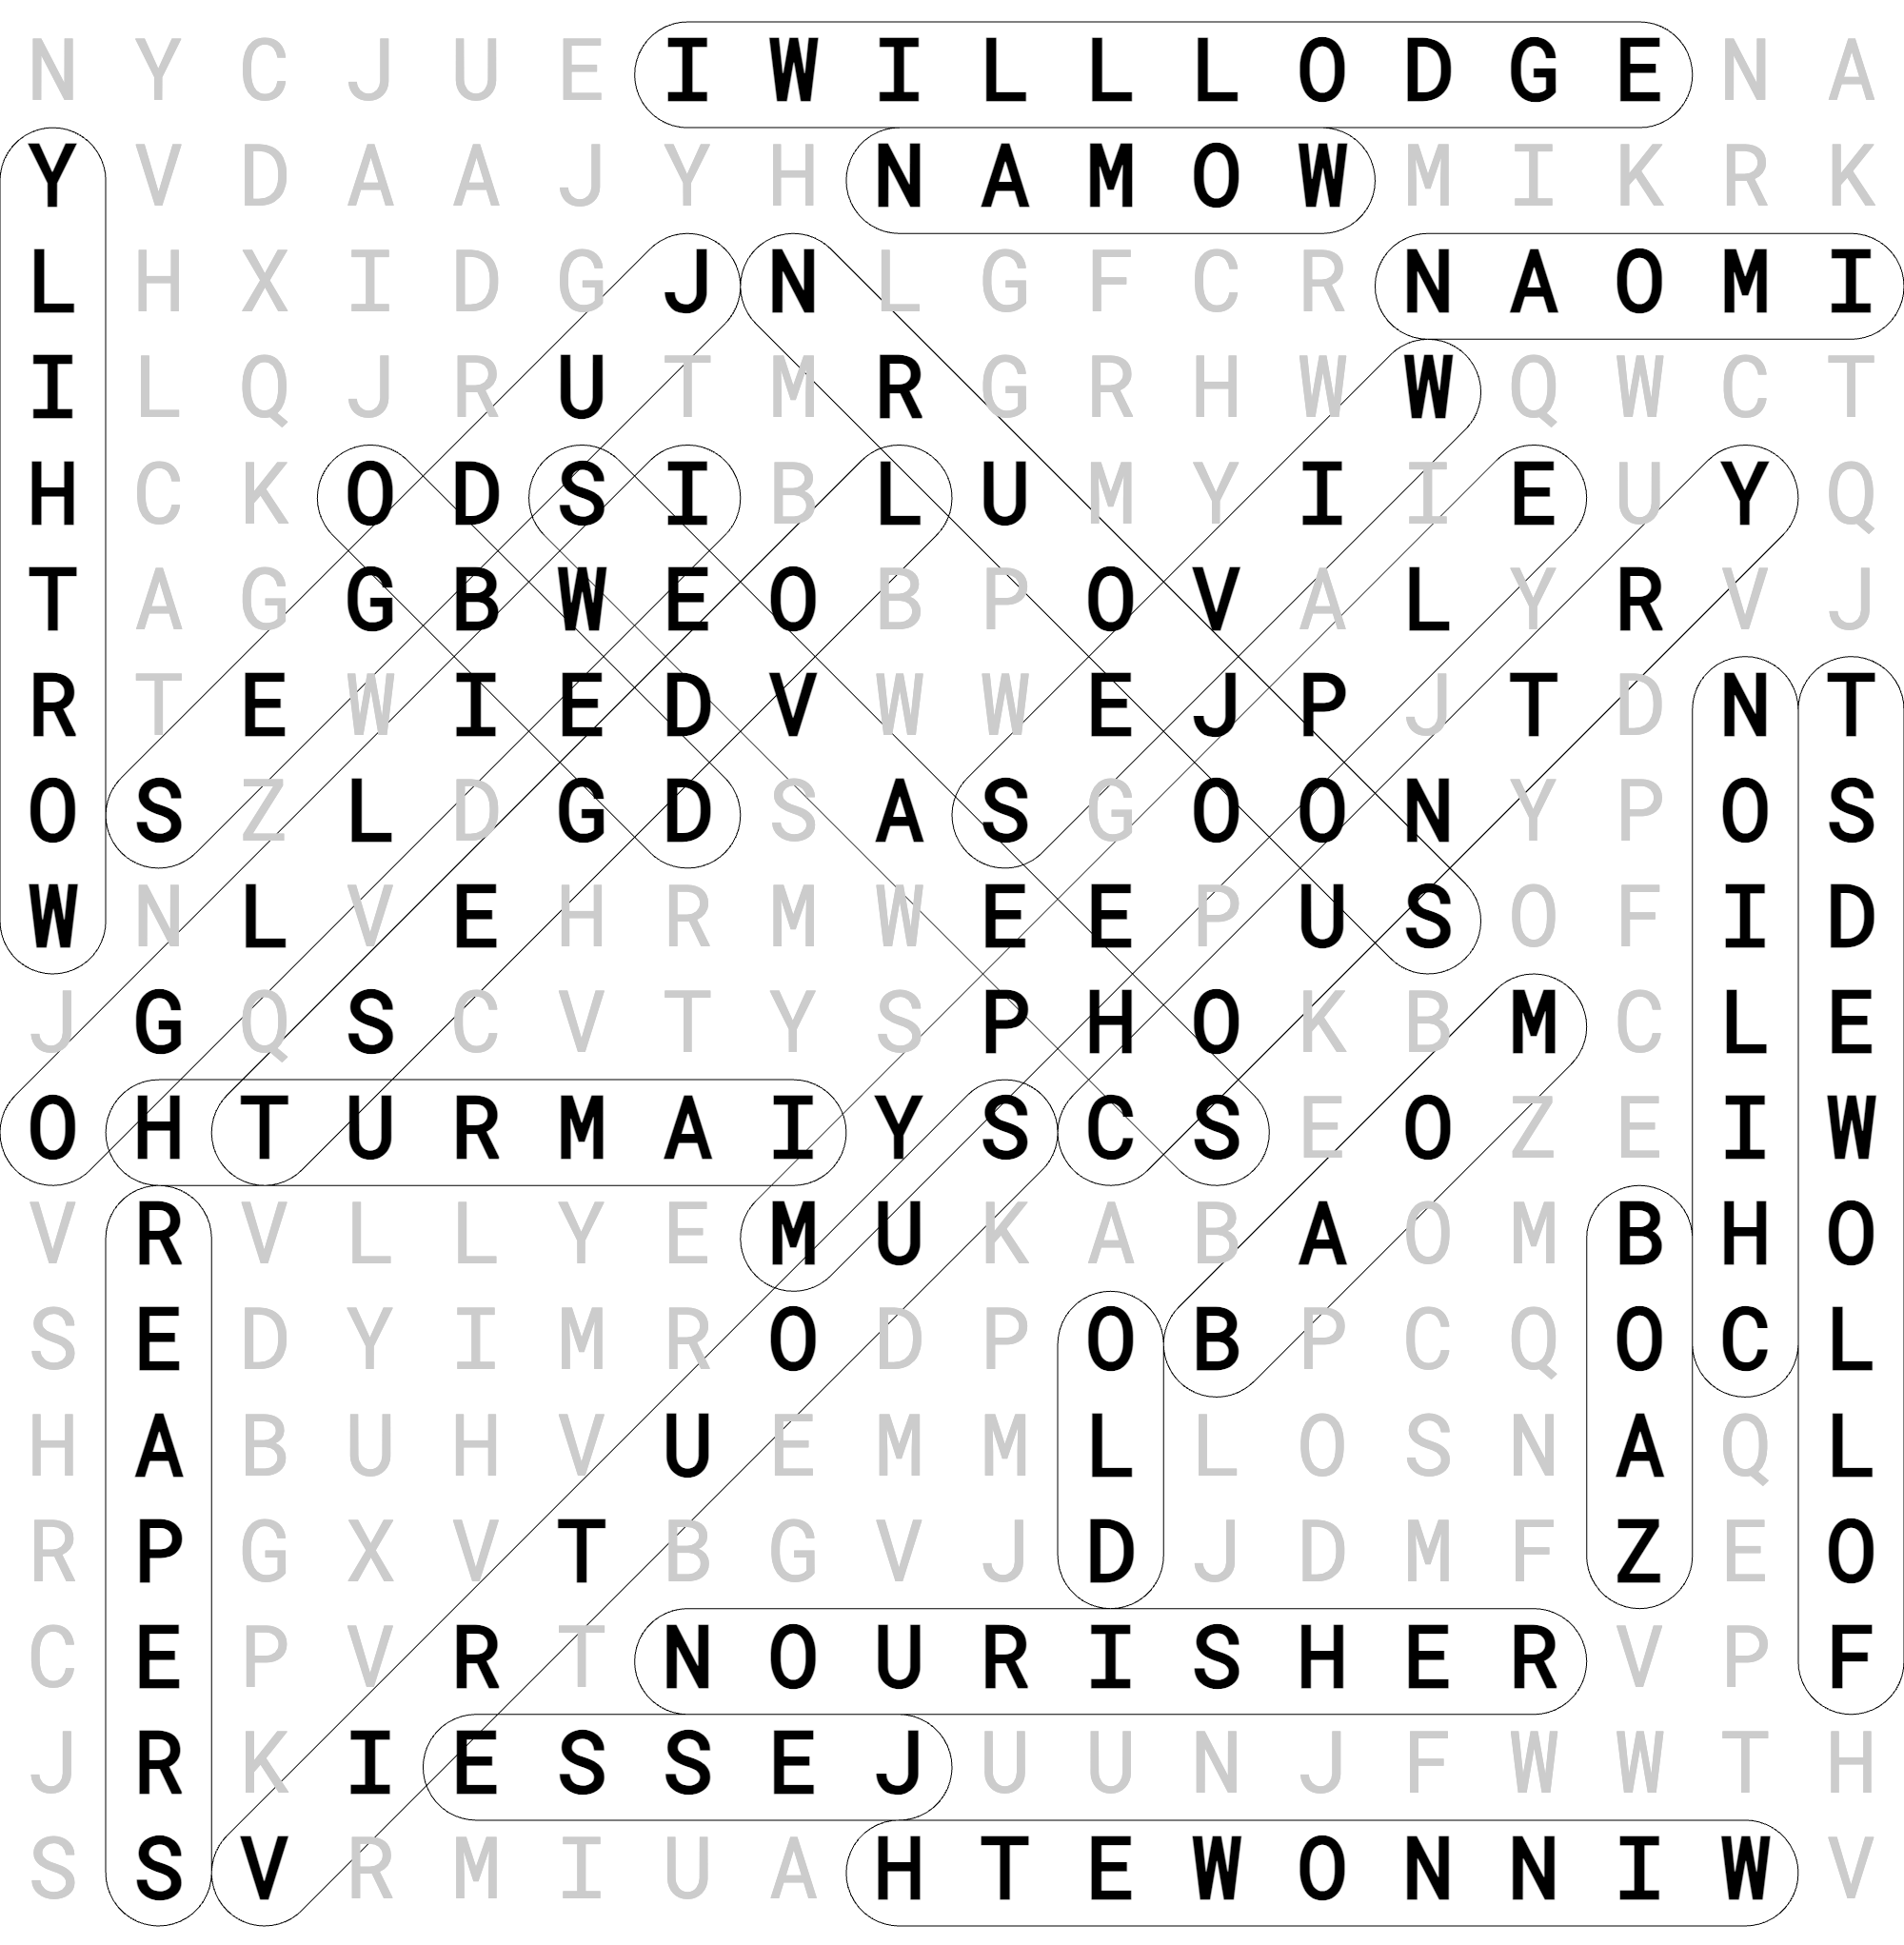 N Y C J U E I W I L L L O D G E N A
Y V D A A J Y H N A M O W M I K R K
L H X I D G J N L G F C R N A O M I
I L Q J R U T M R G R H W W Q W C T
H C K O D S I B L U M Y I I E U Y Q
T A G G B W E O B P O V A L Y R V J
R T E W I E D V W W E J P J T D N T
O S Z L D G D S A S G O O N Y P O S
W N L V E H R M W E E P U S O F I D
J G Q S C V T Y S P H O K B M C L E
O H T U R M A I Y S C S E O Z E I W
V R V L L Y E M U K A B A O M B H O
S E D Y I M R O D P O B P C Q O C L
H A B U H V U E M M L L O S N A Q L
R P G X V T B G V J D J D M F Z E O
C E P V R T N O U R I S H E R V P F
J R K I E S S E J U U N J F W W T H
S S V R M I U A H T E W O N N I W V